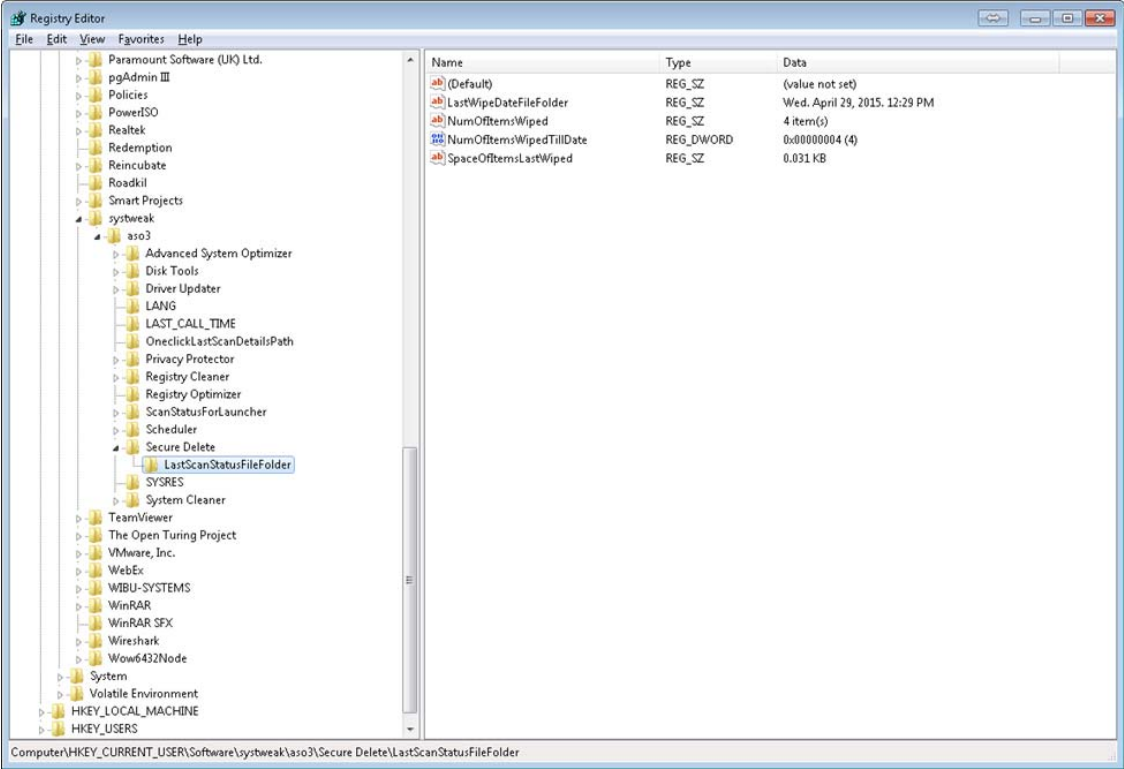 Registry Editor
File Edit View Favorites Help
Paramount Software (UK) Ltd.
pgAdmin III
Policies
PowerISO
Realtek
Redemption
Reincubate
Roadkil
Smart Projects
systweak
aso3
Advanced System Optimizer
Disk Tools
Driver Updater
LANG
LAST_CALL_TIME
OneclickLastScanDetailsPath
Privacy Protector
Registry Cleaner
Registry Optimizer
ScanStatusForLauncher
Scheduler
Secure Delete
LastScanStatusFileFolder
SYSRES
System Cleaner
TeamViewer
The Open Turing Project
VMware, Inc.
WebEx
WIBU-SYSTEMS
WinRAR
WinRAR SFX
Wireshark
Wow6432Node
System
Volatile Environment
HKEY_LOCAL_MACHINE
HKEY_USERS
Name Type Data
(Default) REG_SZ (value not set)
LastWipeDateFileFolder REG_SZ Wed. April 29, 2015. 12:29 PM
NumOfItemsWiped REG_SZ 4 item(s)
NumOfItemsWipedTillDate REG_DWORD 0x00000004 (4)
SpaceOfItemsLastWiped REG_SZ 0.031 KB
Computer\HKEY_CURRENT_USER\Software\systweak\aso3\Secure Delete\LastScanStatusFileFolder